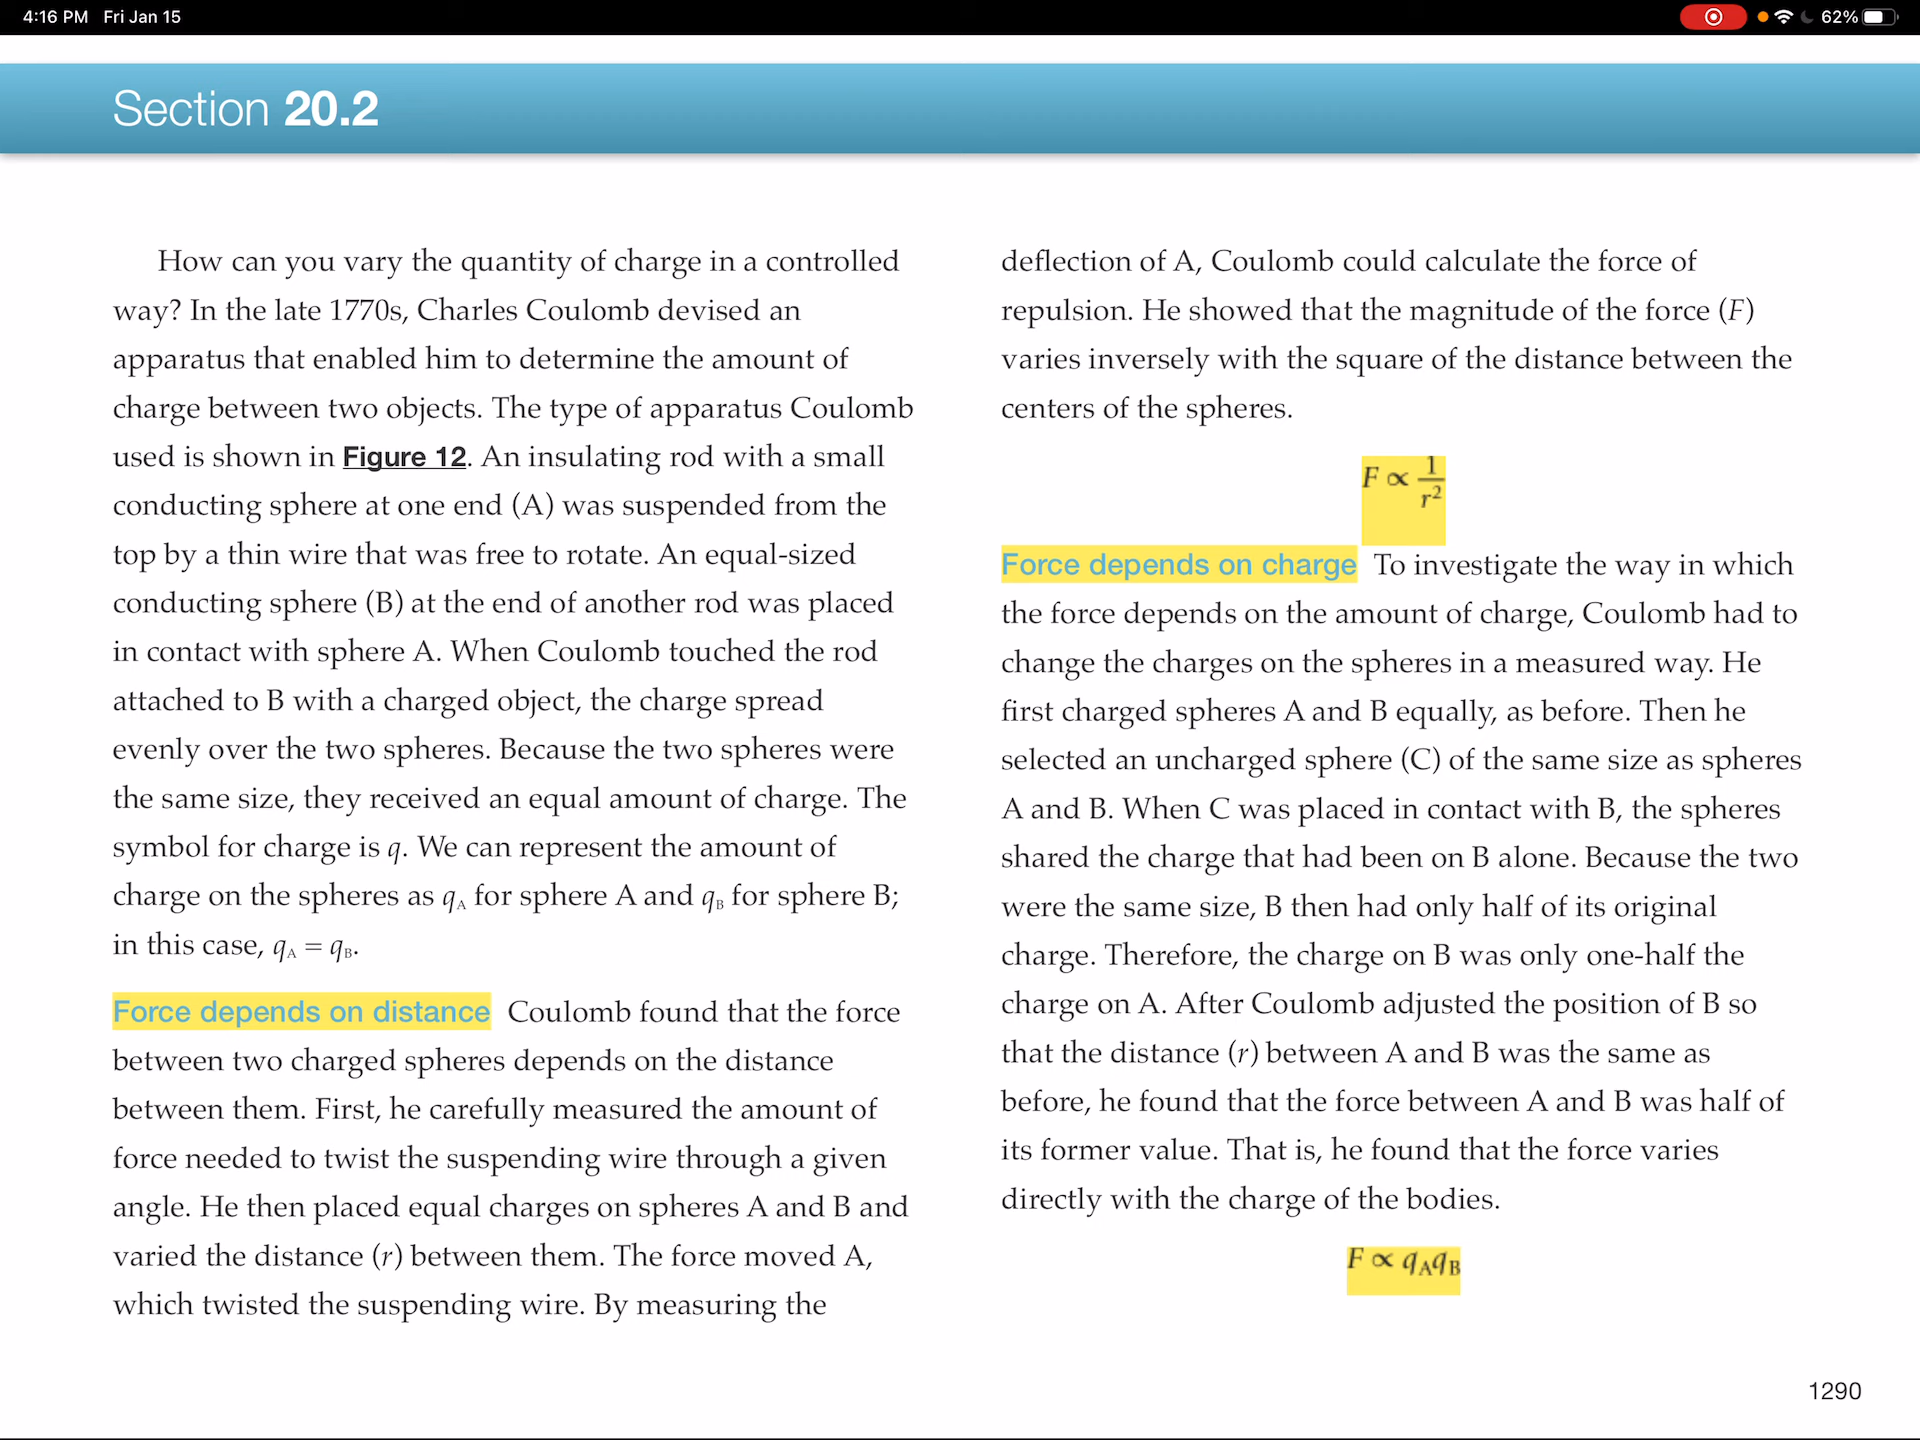 4:16 PM Fri Jan 15
62%
Section 20.2
How can you vary the quantity of charge in a controlled
way? In the late 1770s, Charles Coulomb devised an
apparatus that enabled him to determine the amount of
charge between two objects. The type of apparatus Coulomb
used is shown in Figure 12. An insulating rod with a small
conducting sphere at one end (A) was suspended from the
top by a thin wire that was free to rotate. An equal-sized
conducting sphere (B) at the end of another rod was placed
in contact with sphere A. When Coulomb touched the rod
attached to B with a charged object, the charge spread
evenly over the two spheres. Because the two spheres were
the same size, they received an equal amount of charge. The
symbol for charge is q. We can represent the amount of
charge on the spheres as qA for sphere A and qB for sphere B;
in this case, qA = qB.
Force depends on distance Coulomb found that the force
between two charged spheres depends on the distance
between them. First, he carefully measured the amount of
force needed to twist the suspending wire through a given
angle. He then placed equal charges on spheres A and B and
varied the distance (r) between them. The force moved A,
which twisted the suspending wire. By measuring the
deflection of A, Coulomb could calculate the force of
repulsion. He showed that the magnitude of the force (F)
varies inversely with the square of the distance between the
centers of the spheres.
F ∝ 1/r²
Force depends on charge To investigate the way in which
the force depends on the amount of charge, Coulomb had to
change the charges on the spheres in a measured way. He
first charged spheres A and B equally, as before. Then he
selected an uncharged sphere (C) of the same size as spheres
A and B. When C was placed in contact with B, the spheres
shared the charge that had been on B alone. Because the two
were the same size, B then had only half of its original
charge. Therefore, the charge on B was only one-half the
charge on A. After Coulomb adjusted the position of B so
that the distance (r) between A and B was the same as
before, he found that the force between A and B was half of
its former value. That is, he found that the force varies
directly with the charge of the bodies.
F ∝ qAqB
1290